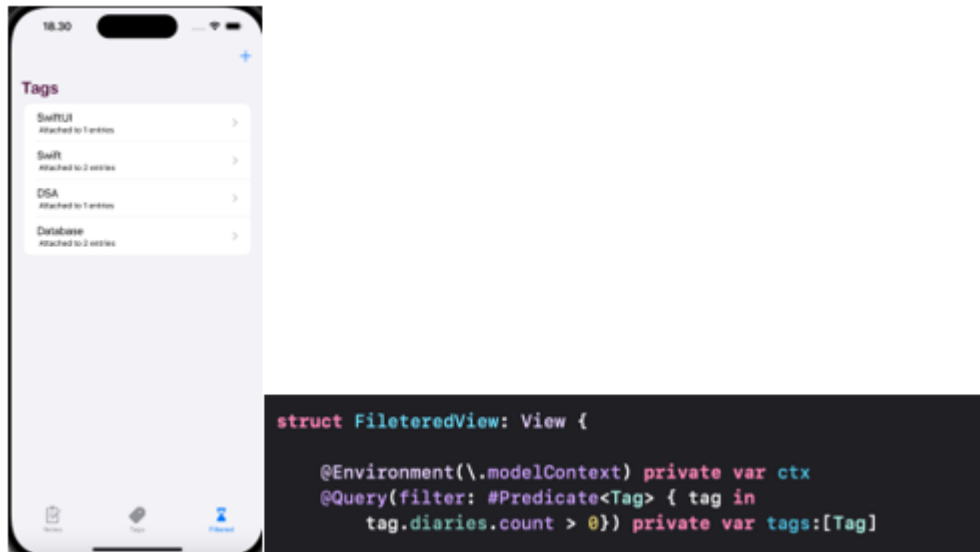 18.30
+
Tags
SwiftUI
Attached to 1 entries
Swift
Attached to 2 entries
DSA
Attached to 1 entries
Database
Attached to 2 entries
Tags
Filtered
struct FileteredView: View {
@Environment(\.modelContext) private var ctx
@Query(filter: #Predicate<Tag> { tag in
tag.diaries.count > 0}) private var tags:[Tag]